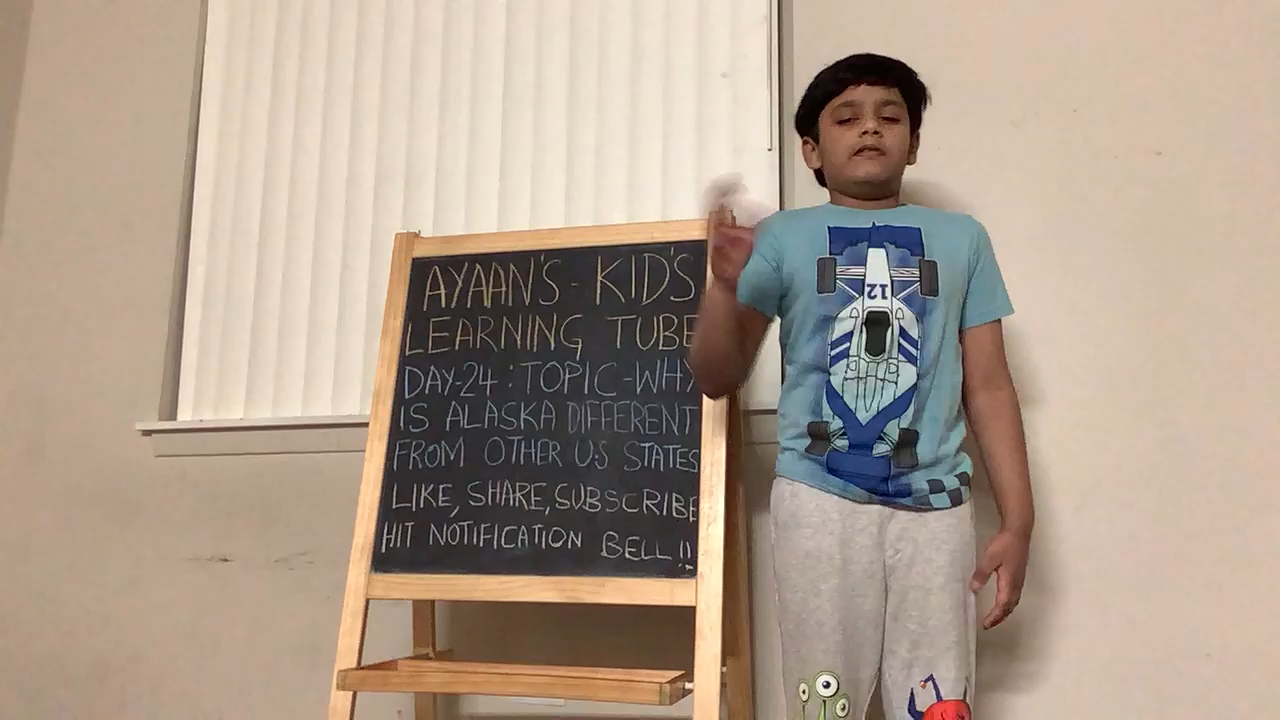 AYAAN'S - KID'S
LEARNING TUBE
DAY-24 : TOPIC-WHY
IS ALASKA DIFFERENT
FROM OTHER U.S STATES
LIKE, SHARE, SUBSCRIBE
HIT NOTIFICATION BELL!!
12